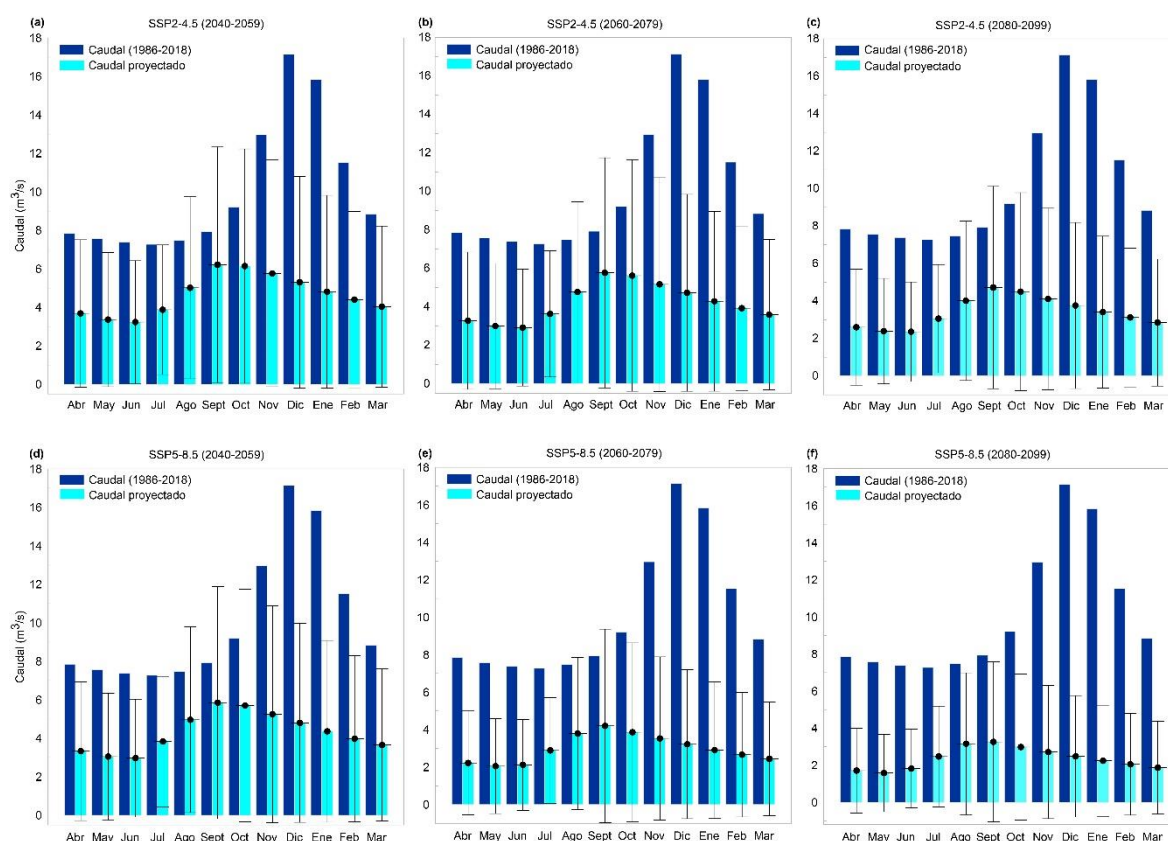 (a) SSP2-4.5 (2040-2059)
Caudal (1986-2018)
Caudal proyectado
Caudal (m³/s)
18
16
14
12
10
8
6
4
2
0
Abr May Jun Jul Ago Sept Oct Nov Dic Ene Feb Mar
(b) SSP2-4.5 (2060-2079)
Caudal (1986-2018)
Caudal proyectado
18
16
14
12
10
8
6
4
2
0
Abr May Jun Jul Ago Sept Oct Nov Dic Ene Feb Mar
(c) SSP2-4.5 (2080-2099)
Caudal (1986-2018)
Caudal proyectado
18
16
14
12
10
8
6
4
2
0
Abr May Jun Jul Ago Sept Oct Nov Dic Ene Feb Mar
(d) SSP5-8.5 (2040-2059)
Caudal (1986-2018)
Caudal proyectado
Caudal (m³/s)
18
16
14
12
10
8
6
4
2
0
Abr May Jun Jul Ago Sept Oct Nov Dic Ene Feb Mar
(e) SSP5-8.5 (2060-2079)
Caudal (1986-2018)
Caudal proyectado
18
16
14
12
10
8
6
4
2
0
Abr May Jun Jul Ago Sept Oct Nov Dic Ene Feb Mar
(f) SSP5-8.5 (2080-2099)
Caudal (1986-2018)
Caudal proyectado
18
16
14
12
10
8
6
4
2
0
Abr May Jun Jul Ago Sept Oct Nov Dic Ene Feb Mar